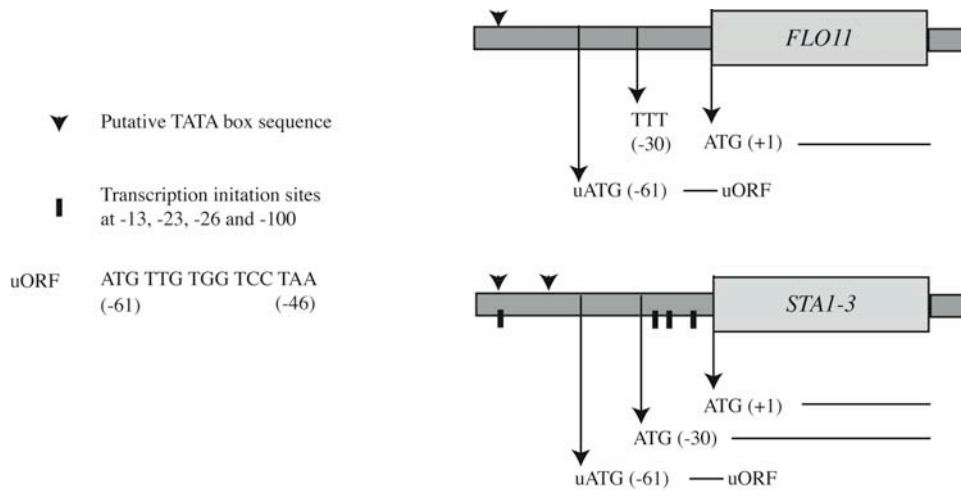 Putative TATA box sequence
Transcription initation sites
at -13, -23, -26 and -100
uORF ATG TTG TGG TCC TAA
(-61) (-46)
FLO11
TTT
(-30)
ATG (+1)
uATG (-61) uORF
STA1-3
ATG (+1)
ATG (-30)
uATG (-61) uORF